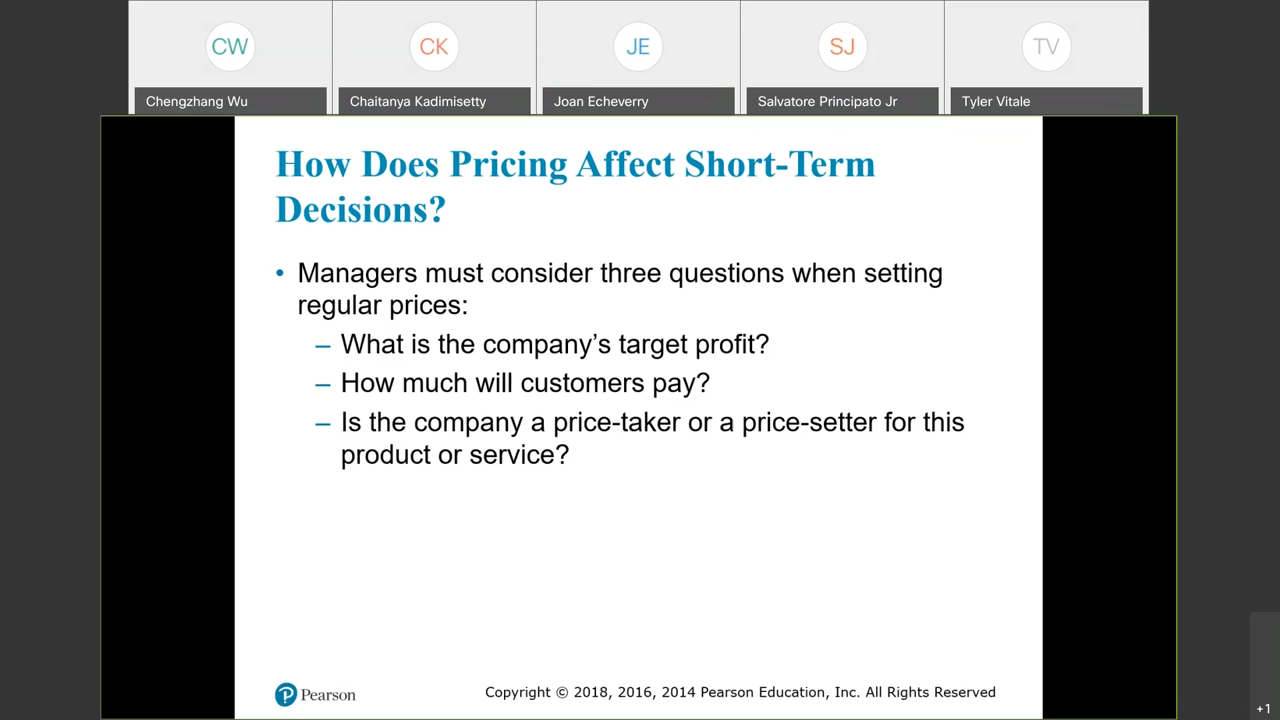 CW CK JE SJ TV
Chengzhang Wu Chaitanya Kadimisetty Joan Echeverry Salvatore Principato Jr Tyler Vitale
How Does Pricing Affect Short-Term
Decisions?
• Managers must consider three questions when setting
regular prices:
– What is the company’s target profit?
– How much will customers pay?
– Is the company a price-taker or a price-setter for this
product or service?
P Pearson
Copyright © 2018, 2016, 2014 Pearson Education, Inc. All Rights Reserved
+1